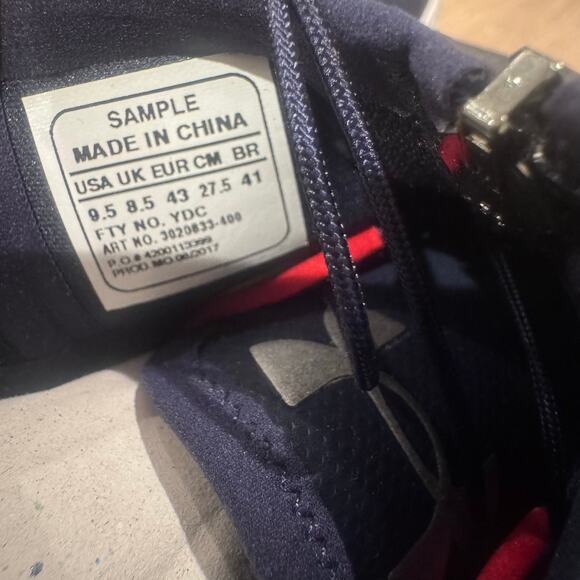 SAMPLE
MADE IN CHINA
USA UK EUR CM BR
9.5 8.5 43 27.5 41
FTY NO. YDC
ART NO. 3020833-400
P.O # 4200113399
PROD. MO. 06/2017